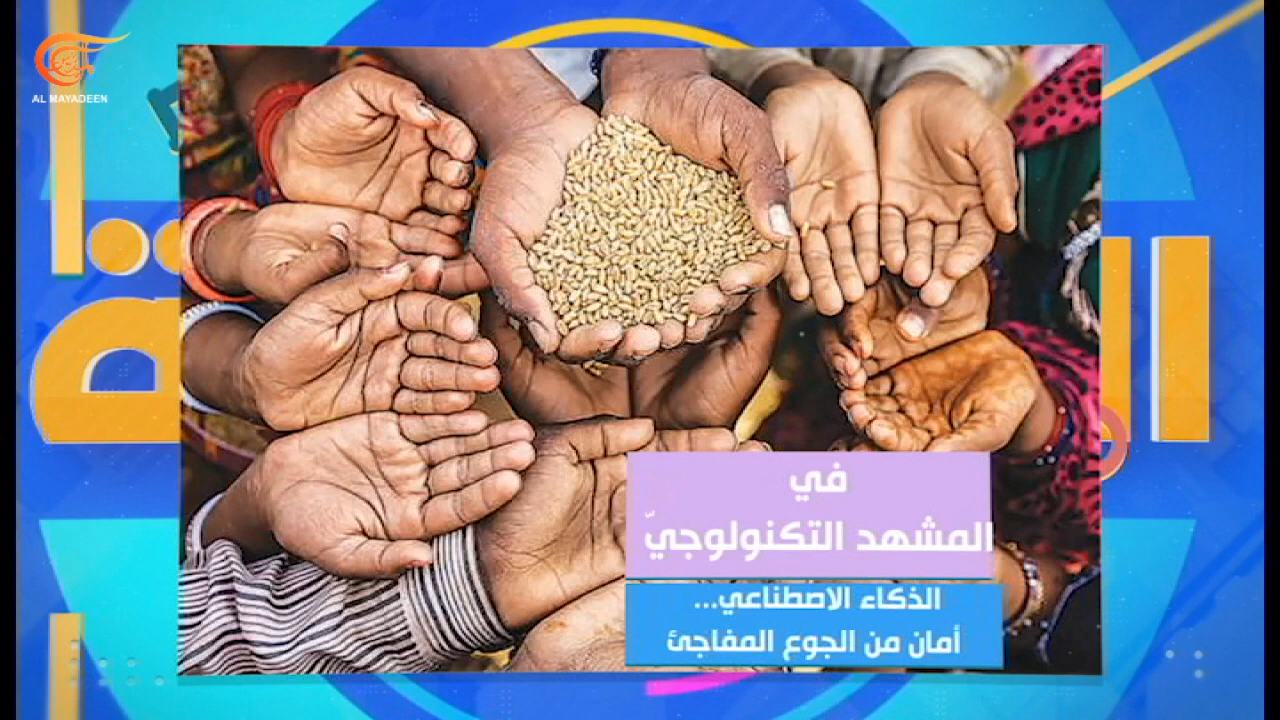 AL MAYADEEN
في
المشهد التكنولوجيّ
الذكاء الاصطناعي...
أمان من الجوع المفاجئ